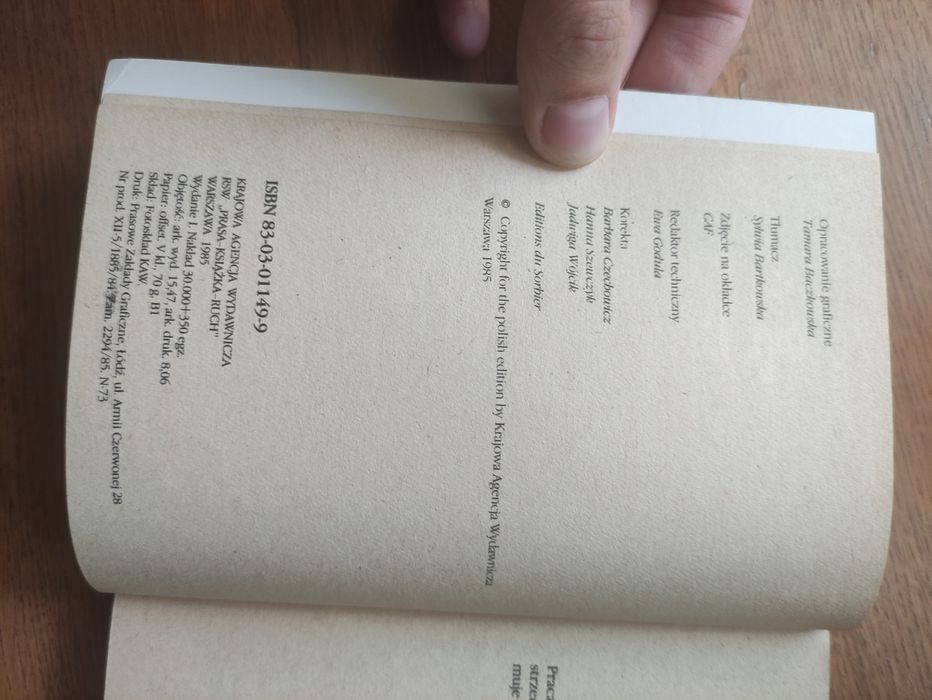 Opracowanie graficzne
Tamara Baczkowska
Tłumacz
Sylwia Bartkowska
Zdjęcie na okładce
CAF
Redaktor techniczny
Ewa Godula
Korekta
Barbara Czechowicz
Hanna Szewczyk
Jadwiga Wójcik
Editions du Sorbier
© Copyright for the polish edition by Krajowa Agencja Wydawnicza
Warszawa 1985
ISBN 83-03-01149-9
KRAJOWA AGENCJA WYDAWNICZA
RSW „PRASA-KSIĄŻKA-RUCH"
WARSZAWA 1985
Wydanie I. Nakład 30.000+350 egz.
Objętość: ark. wyd. 15,47, ark. druk. 8,06
Papier: offset. V kl., 70 g. B1
Skład: Fotoskład KAW.
Druk: Prasowe Zakłady Graficzne, Łódź, ul. Armii Czerwonej 28
Nr prod. XII-5/1885/84 Zam. 2294/85. N-73